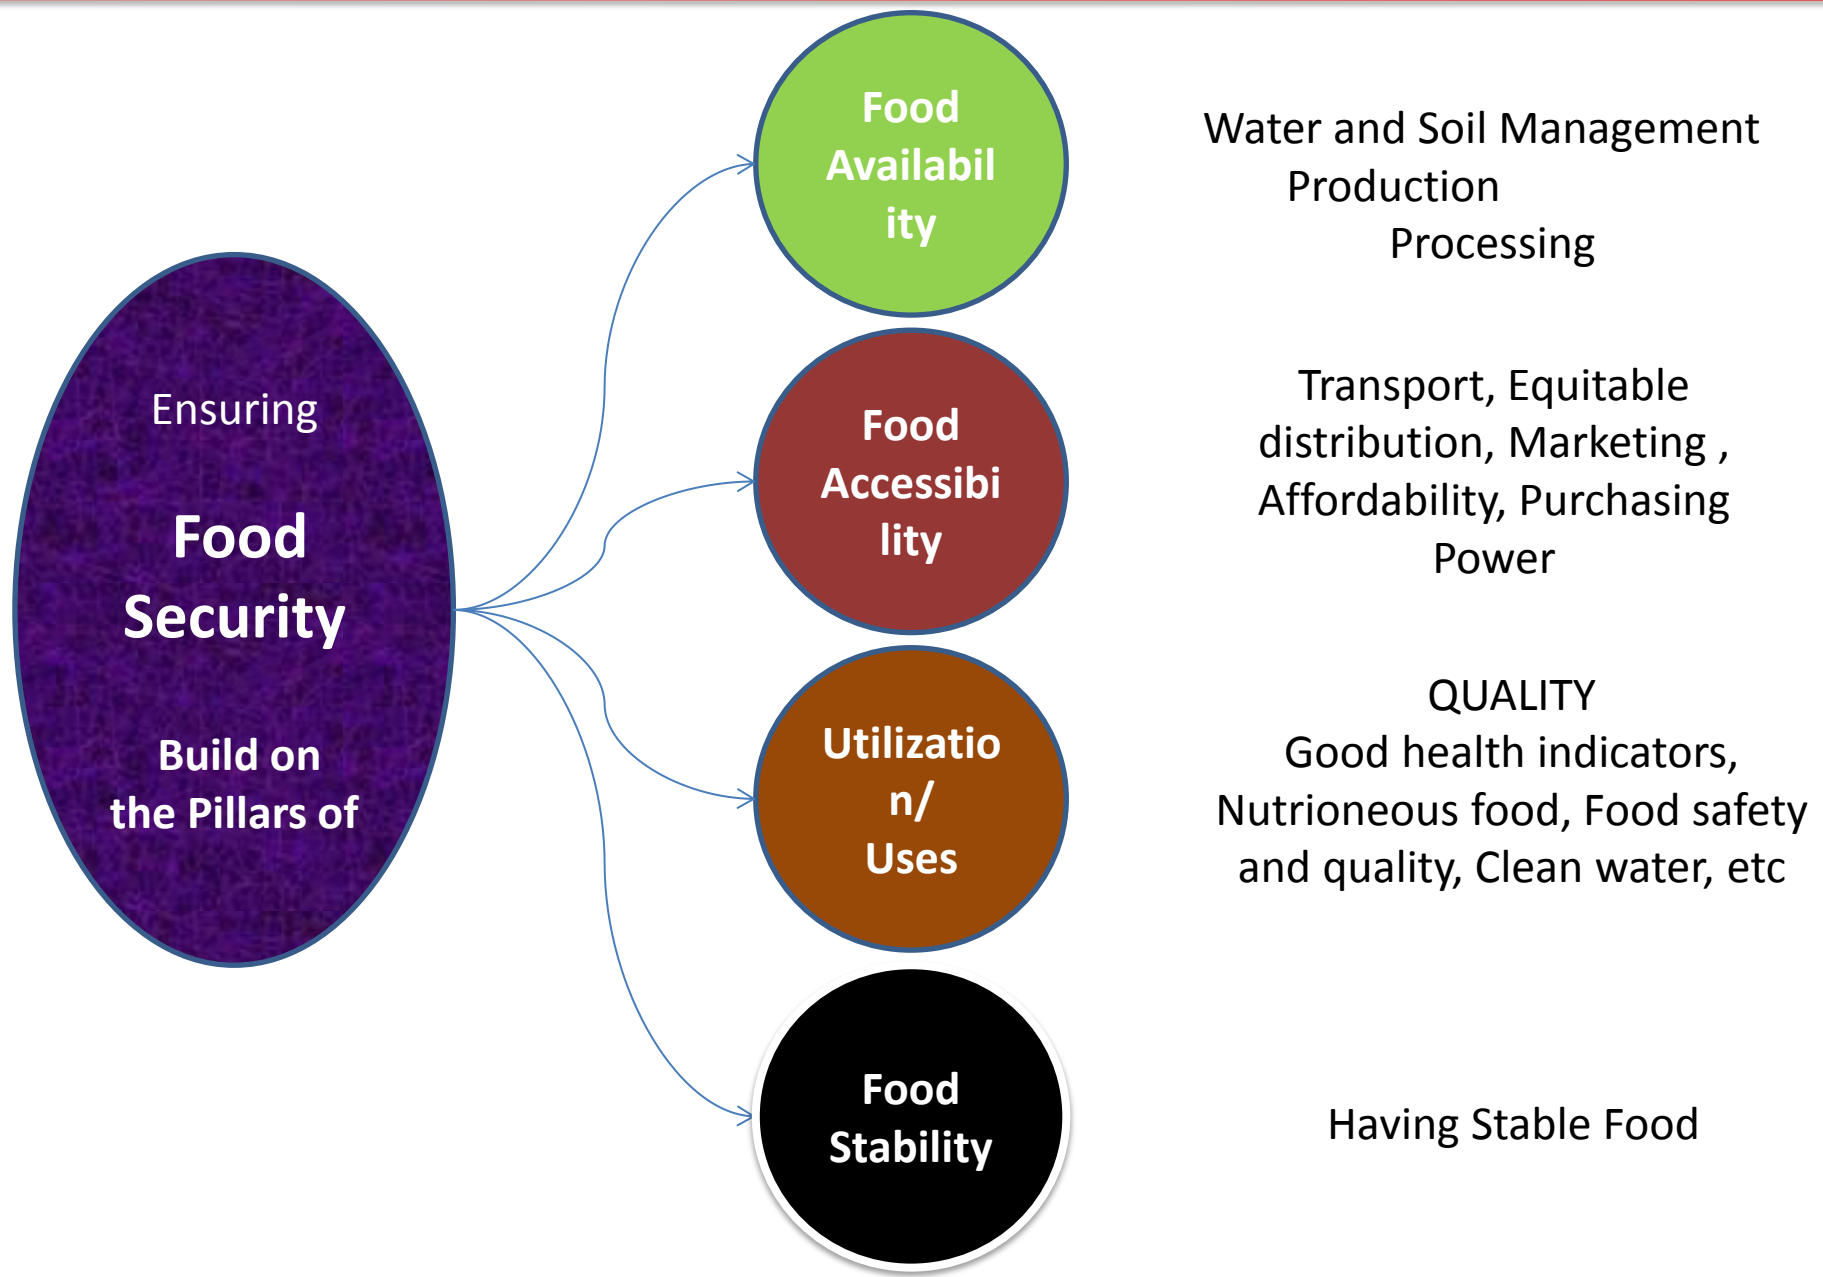 Ensuring
Food
Security
Build on
the Pillars of
Food
Availabil
ity
Water and Soil Management
Production
Processing
Food
Accessibi
lity
Transport, Equitable
distribution, Marketing ,
Affordability, Purchasing
Power
Utilizatio
n/
Uses
QUALITY
Good health indicators,
Nutrioneous food, Food safety
and quality, Clean water, etc
Food
Stability
Having Stable Food